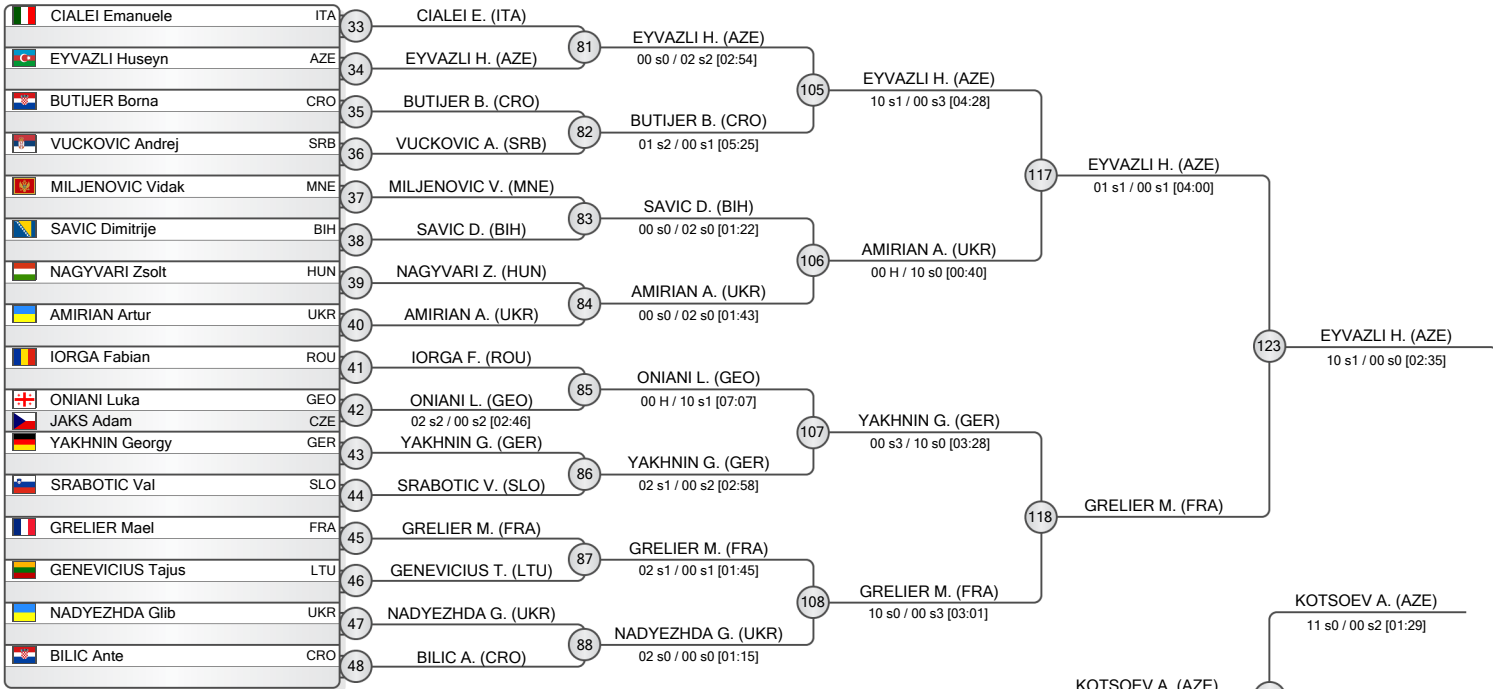 CIALEI Emanuele ITA
EYVAZLI Huseyn AZE
BUTIJER Borna CRO
VUCKOVIC Andrej SRB
MILJENOVIC Vidak MNE
SAVIC Dimitrije BIH
NAGYVARI Zsolt HUN
AMIRIAN Artur UKR
IORGA Fabian ROU
ONIANI Luka GEO
JAKS Adam CZE
YAKHNIN Georgy GER
SRABOTIC Val SLO
GRELIER Mael FRA
GENEVICIUS Tajus LTU
NADYEZHDA Glib UKR
BILIC Ante CRO
33
34
35
36
37
38
39
40
41
42
43
44
45
46
47
48
CIALEI E. (ITA)
EYVAZLI H. (AZE)
BUTIJER B. (CRO)
VUCKOVIC A. (SRB)
MILJENOVIC V. (MNE)
SAVIC D. (BIH)
NAGYVARI Z. (HUN)
AMIRIAN A. (UKR)
IORGA F. (ROU)
ONIANI L. (GEO)
02 s2 / 00 s2 [02:46]
YAKHNIN G. (GER)
SRABOTIC V. (SLO)
GRELIER M. (FRA)
GENEVICIUS T. (LTU)
NADYEZHDA G. (UKR)
BILIC A. (CRO)
81
82
83
84
85
86
87
88
EYVAZLI H. (AZE)
00 s0 / 02 s2 [02:54]
BUTIJER B. (CRO)
01 s2 / 00 s1 [05:25]
SAVIC D. (BIH)
00 s0 / 02 s0 [01:22]
AMIRIAN A. (UKR)
00 s0 / 02 s0 [01:43]
ONIANI L. (GEO)
00 H / 10 s1 [07:07]
YAKHNIN G. (GER)
02 s1 / 00 s2 [02:58]
GRELIER M. (FRA)
02 s1 / 00 s1 [01:45]
NADYEZHDA G. (UKR)
02 s0 / 00 s0 [01:15]
105
106
107
108
EYVAZLI H. (AZE)
10 s1 / 00 s3 [04:28]
AMIRIAN A. (UKR)
00 H / 10 s0 [00:40]
YAKHNIN G. (GER)
00 s3 / 10 s0 [03:28]
GRELIER M. (FRA)
10 s0 / 00 s3 [03:01]
117
118
EYVAZLI H. (AZE)
01 s1 / 00 s1 [04:00]
GRELIER M. (FRA)
123
EYVAZLI H. (AZE)
10 s1 / 00 s0 [02:35]
KOTSOEV A. (AZE)
11 s0 / 00 s2 [01:29]
KOTSOEV A. (AZE)